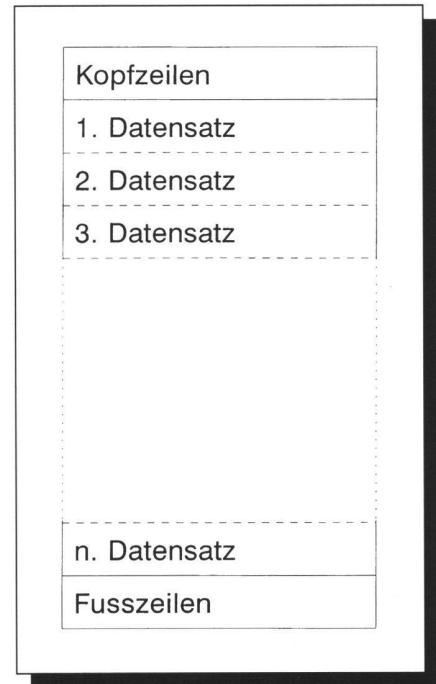 Kopfzeilen
1. Datensatz
2. Datensatz
3. Datensatz
n. Datensatz
Fusszeilen